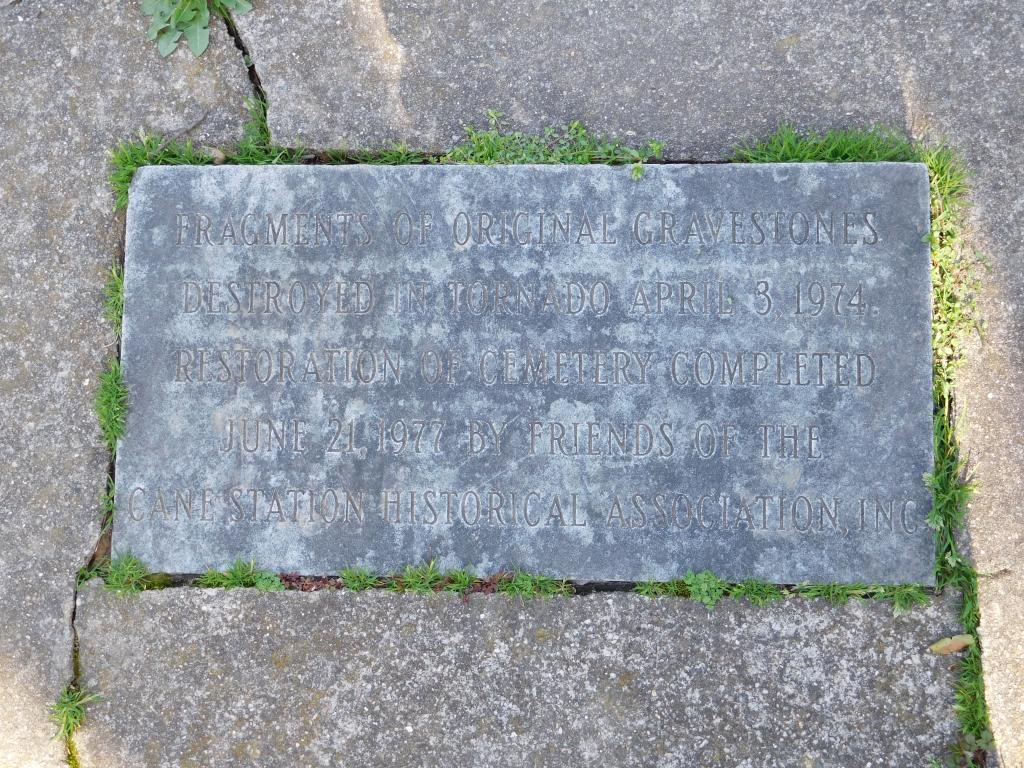 FRAGMENTS OF ORIGINAL GRAVESTONES
DESTROYED IN TORNADO APRIL 3, 1974.
RESTORATION OF CEMETERY COMPLETED
JUNE 21, 1977 BY FRIENDS OF THE
CANE STATION HISTORICAL ASSOCIATION, INC.